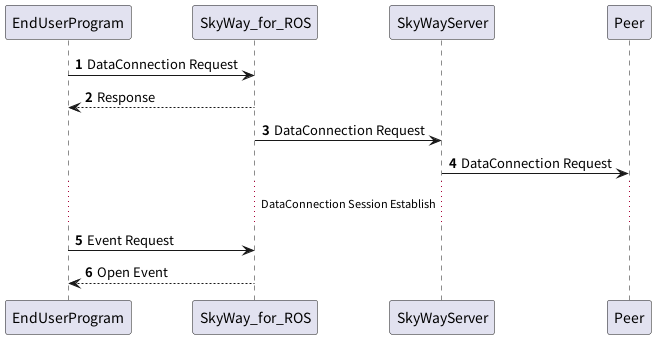 EndUserProgram SkyWay_for_ROS SkyWayServer Peer
1 DataConnection Request
2 Response
3 DataConnection Request
4 DataConnection Request
DataConnection Session Establish
5 Event Request
6 Open Event
EndUserProgram SkyWay_for_ROS SkyWayServer Peer